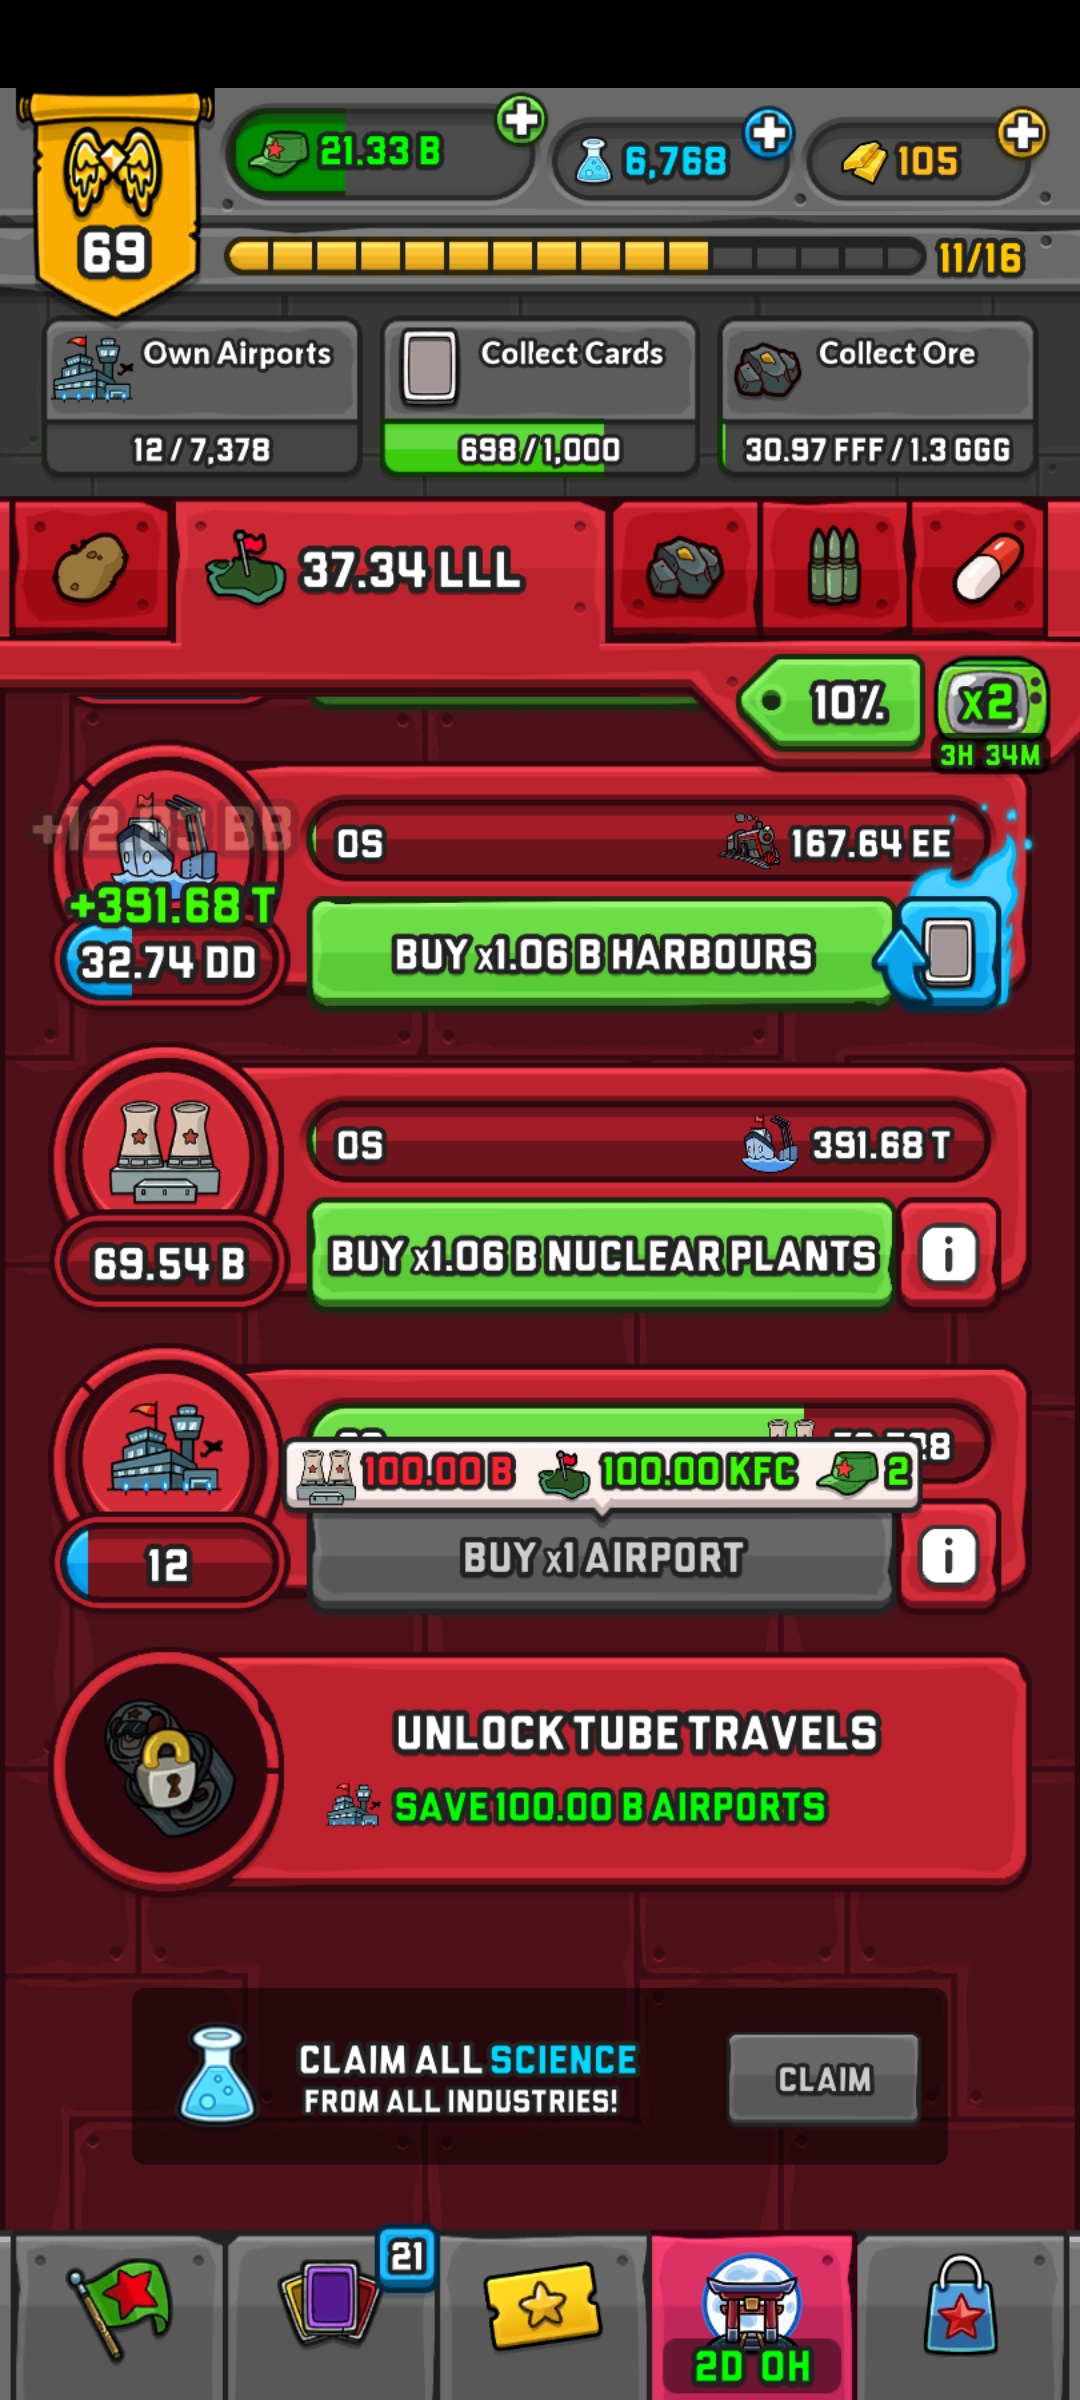 21.33 B
6,768
105
69
11/16
Own Airports
12 / 7,378
Collect Cards
698 / 1,000
Collect Ore
30.97 FFF / 1.3 GGG
37.34 LLL
10%
x2
3H 34M
0S
167.64 EE
+391.68 T
32.74 DD
BUY x1.06 B HARBOURS
0S
391.68 T
69.54 B
BUY x1.06 B NUCLEAR PLANTS
i
100.00 B
100.00 KFC
2
12
BUY x1 AIRPORT
i
UNLOCK TUBE TRAVELS
SAVE 100.00 B AIRPORTS
CLAIM ALL SCIENCE
FROM ALL INDUSTRIES!
CLAIM
21
2D 0H